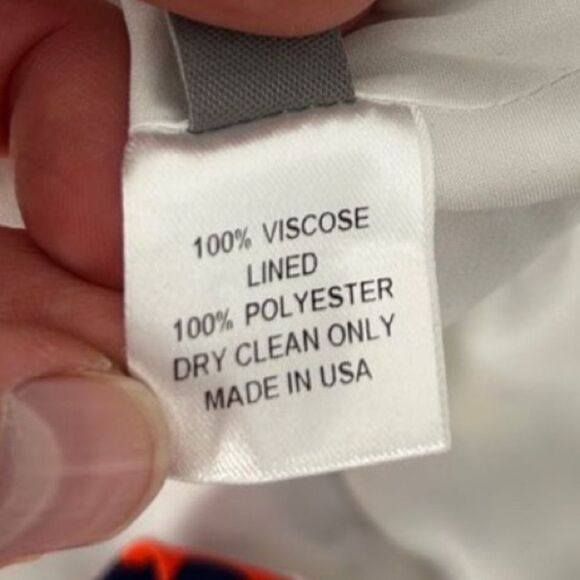 100% VISCOSE
LINED
100% POLYESTER
DRY CLEAN ONLY
MADE IN USA